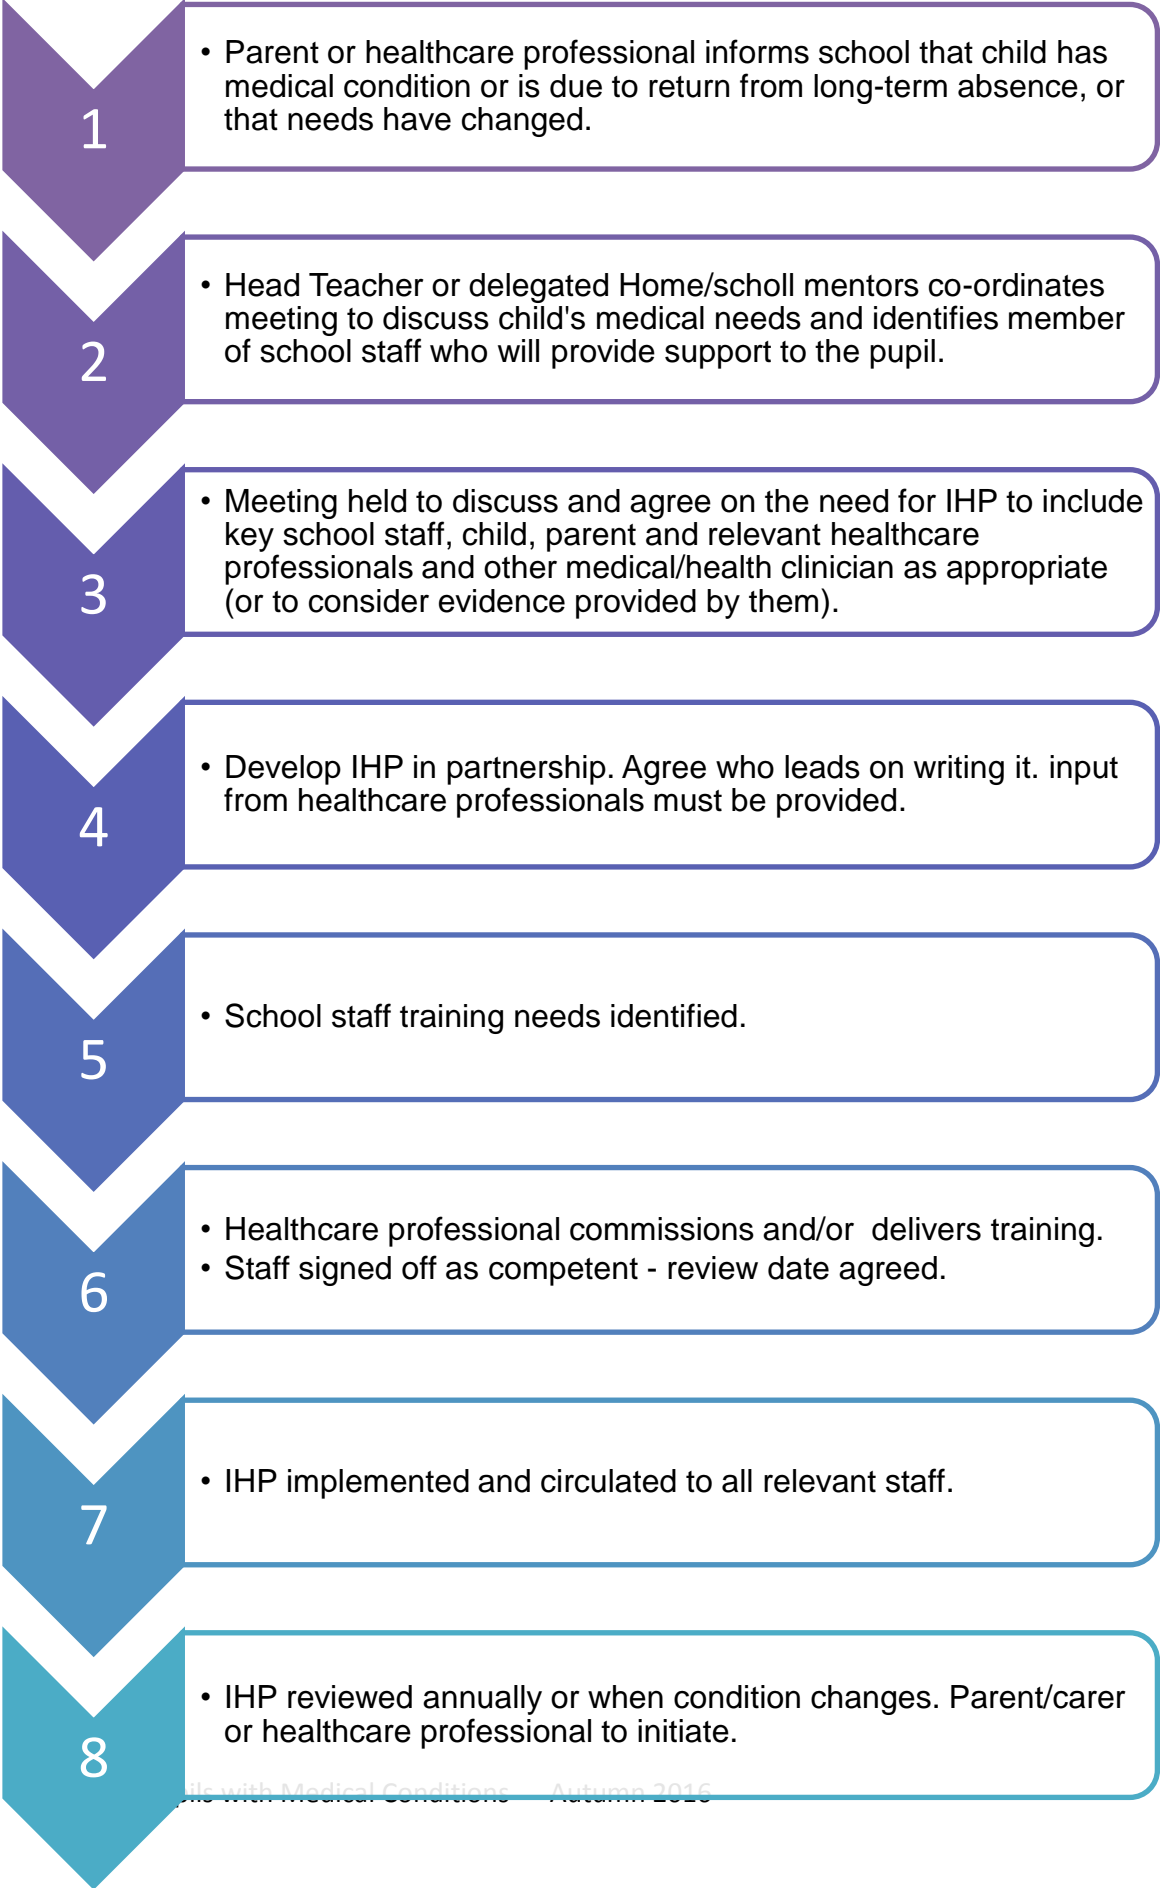 1
• Parent or healthcare professional informs school that child has
medical condition or is due to return from long-term absence, or
that needs have changed.
2
• Head Teacher or delegated Home/scholl mentors co-ordinates
meeting to discuss child's medical needs and identifies member
of school staff who will provide support to the pupil.
3
• Meeting held to discuss and agree on the need for IHP to include
key school staff, child, parent and relevant healthcare
professionals and other medical/health clinician as appropriate
(or to consider evidence provided by them).
4
• Develop IHP in partnership. Agree who leads on writing it. input
from healthcare professionals must be provided.
5
• School staff training needs identified.
6
• Healthcare professional commissions and/or  delivers training.
• Staff signed off as competent - review date agreed.
7
• IHP implemented and circulated to all relevant staff.
8
• IHP reviewed annually or when condition changes. Parent/carer
or healthcare professional to initiate.
with Medical Conditions Autumn 2016